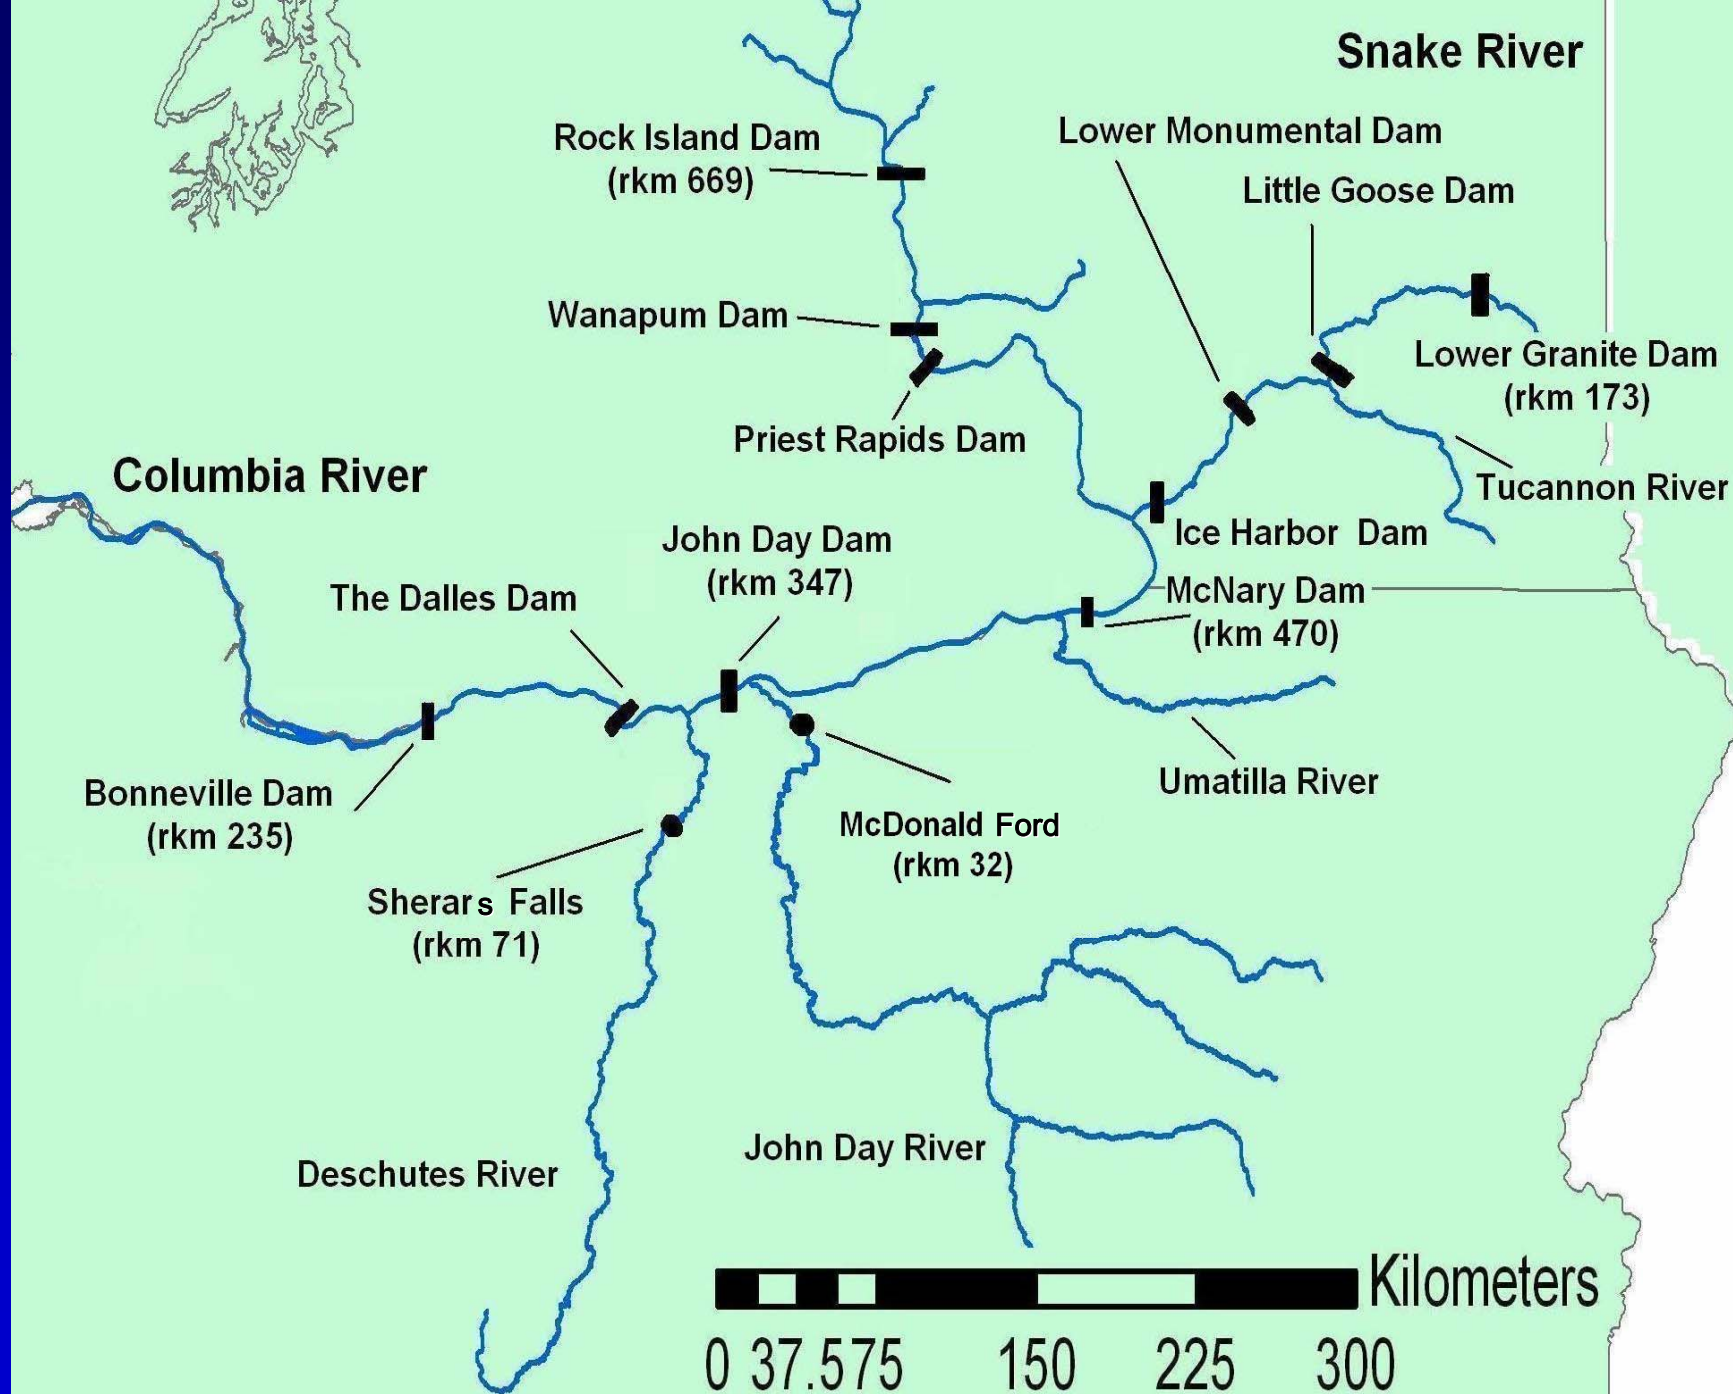 Snake River
Rock Island Dam
(rkm 669)
Lower Monumental Dam
Little Goose Dam
Wanapum Dam
Lower Granite Dam
(rkm 173)
Priest Rapids Dam
Columbia River
Tucannon River
John Day Dam
(rkm 347)
Ice Harbor Dam
The Dalles Dam
McNary Dam
(rkm 470)
Bonneville Dam
(rkm 235)
Umatilla River
McDonald Ford
(rkm 32)
Sherars Falls
(rkm 71)
John Day River
Deschutes River
Kilometers
0 37.575 150 225 300